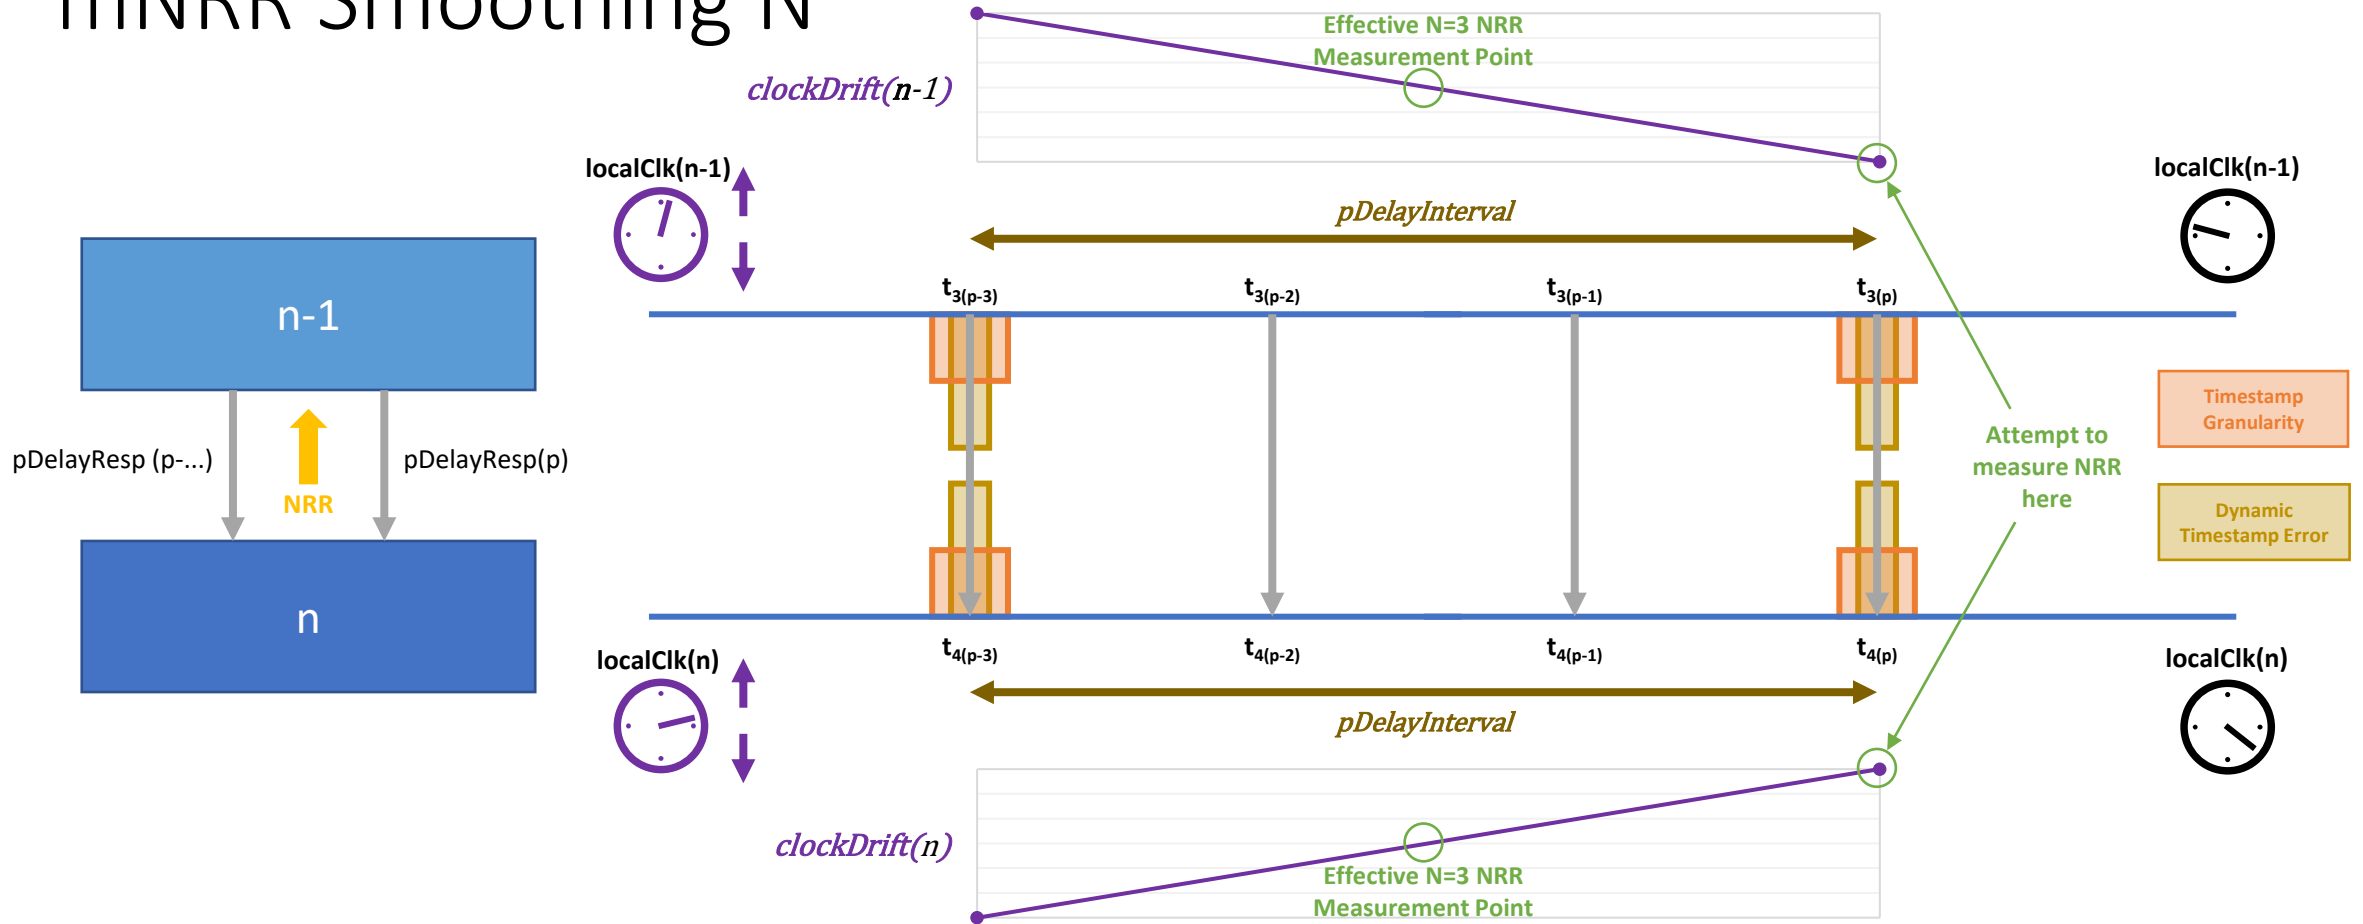 mNRR Smoothing N
Effective N=3 NRR
Measurement Point
clockDrift(n-1)
localClk(n-1)
localClk(n-1)
pDelayInterval
t3(p-3)
t3(p-2)
t3(p-1)
t3(p)
n-1
Timestamp
Granularity
pDelayResp (p-...)
pDelayResp(p)
NRR
Attempt to
measure NRR
here
Dynamic
Timestamp Error
n
t4(p-3)
t4(p-2)
t4(p-1)
t4(p)
localClk(n)
localClk(n)
pDelayInterval
clockDrift(n)
Effective N=3 NRR
Measurement Point